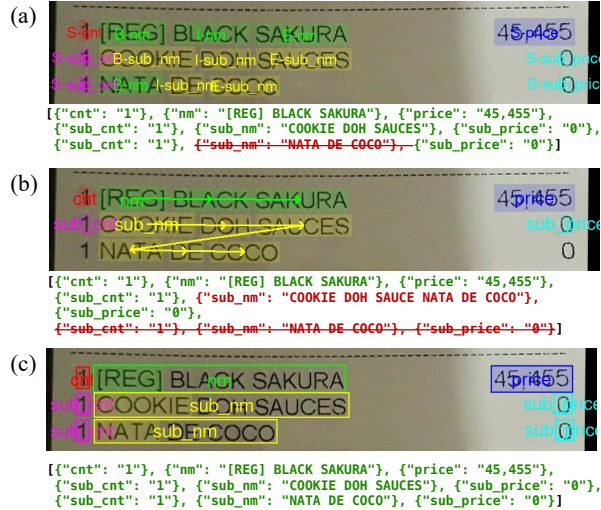 (a)
S-cnt 1 [REG] BLACK SAKURA 45,455
B-nm I-nm E-nm S-price
S-sub_cnt 1 COOKIE DOH SAUCES 0
B-sub_nm I-sub_nm E-sub_nm S-sub_price
S-sub_cnt 1 NATA DE COCO 0
I-sub_nm E-sub_nm S-sub_price
[{"cnt": "1"}, {"nm": "[REG] BLACK SAKURA"}, {"price": "45,455"},
{"sub_cnt": "1"}, {"sub_nm": "COOKIE DOH SAUCES"}, {"sub_price": "0"},
{"sub_cnt": "1"}, {"sub_nm": "NATA DE COCO"}, {"sub_price": "0"}]
(b)
cnt 1 [REG] BLACK SAKURA 45,455
nm price
sub_cnt 1 COOKIE DOH SAUCES 0
sub_nm sub_price
1 NATA DE COCO 0
[{"cnt": "1"}, {"nm": "[REG] BLACK SAKURA"}, {"price": "45,455"},
{"sub_cnt": "1"}, {"sub_nm": "COOKIE DOH SAUCE NATA DE COCO"},
{"sub_price": "0"},
{"sub_cnt": "1"}, {"sub_nm": "NATA DE COCO"}, {"sub_price": "0"}]
(c)
cnt 1 [REG] BLACK SAKURA 45,455
nm price
sub_cnt 1 COOKIE DOH SAUCES 0
sub_nm sub_price
sub_cnt 1 NATA DE COCO 0
sub_nm sub_price
[{"cnt": "1"}, {"nm": "[REG] BLACK SAKURA"}, {"price": "45,455"},
{"sub_cnt": "1"}, {"sub_nm": "COOKIE DOH SAUCES"}, {"sub_price": "0"},
{"sub_cnt": "1"}, {"sub_nm": "NATA DE COCO"}, {"sub_price": "0"}]